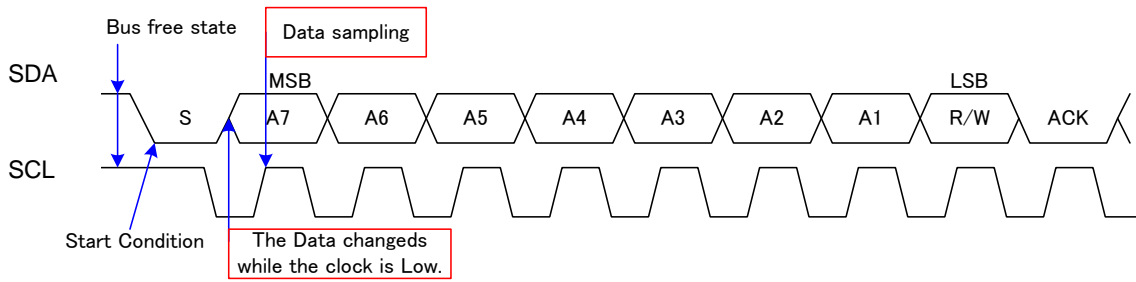 Bus free state
Data sampling
SDA
MSB
LSB
S
A7
A6
A5
A4
A3
A2
A1
R/W
ACK
SCL
Start Condition
The Data changeds
while the clock is Low.